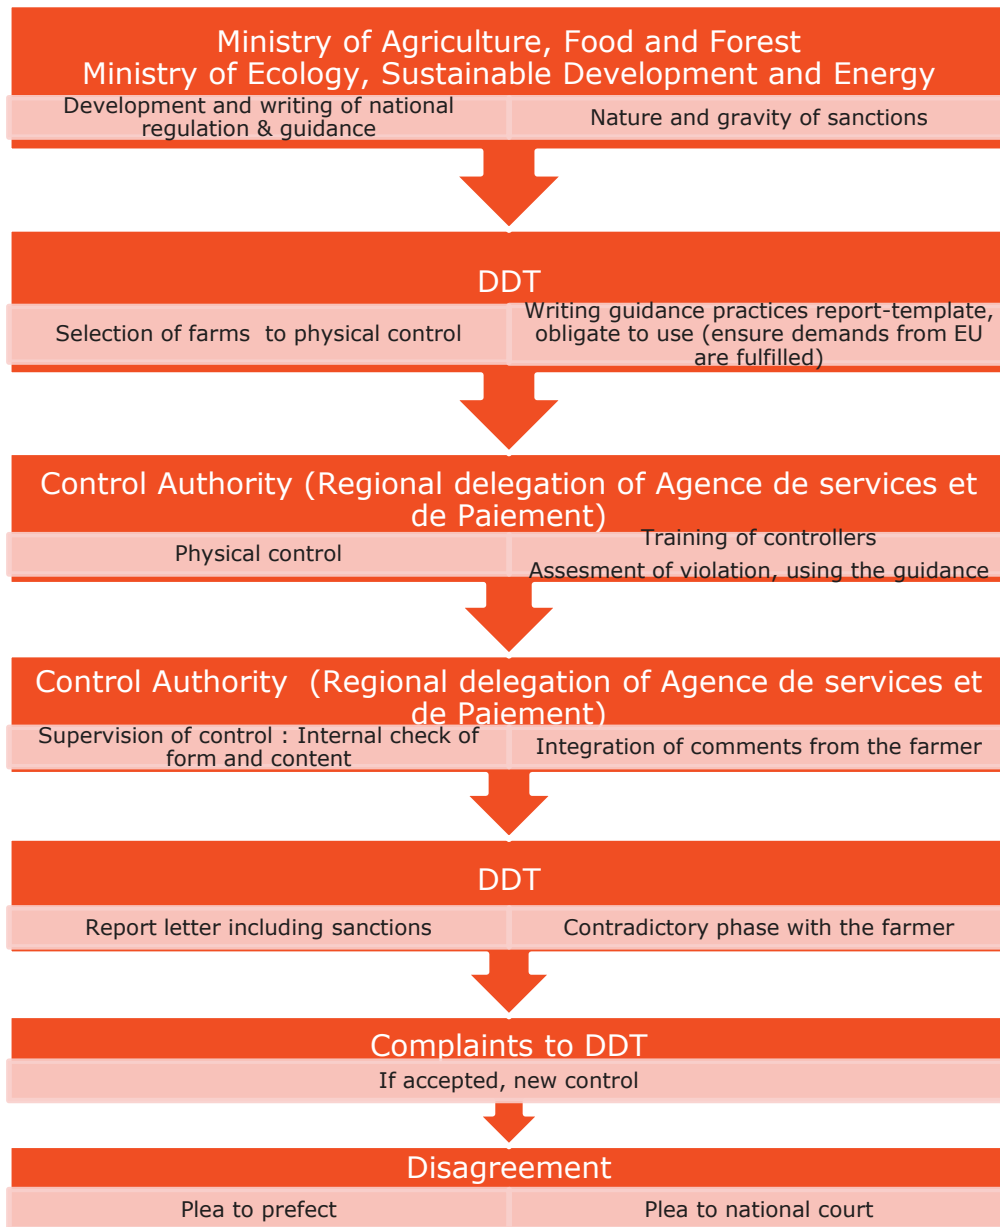 Ministry of Agriculture, Food and Forest
Ministry of Ecology, Sustainable Development and Energy
Development and writing of national
regulation & guidance
Nature and gravity of sanctions
DDT
Selection of farms to physical control
Writing guidance practices report-template,
obligate to use (ensure demands from EU
are fulfilled)
Control Authority (Regional delegation of Agence de services et
de Paiement)
Physical control
Training of controllers
Assesment of violation, using the guidance
Control Authority (Regional delegation of Agence de services et
de Paiement)
Supervision of control : Internal check of
form and content
Integration of comments from the farmer
DDT
Report letter including sanctions
Contradictory phase with the farmer
Complaints to DDT
If accepted, new control
Disagreement
Plea to prefect
Plea to national court